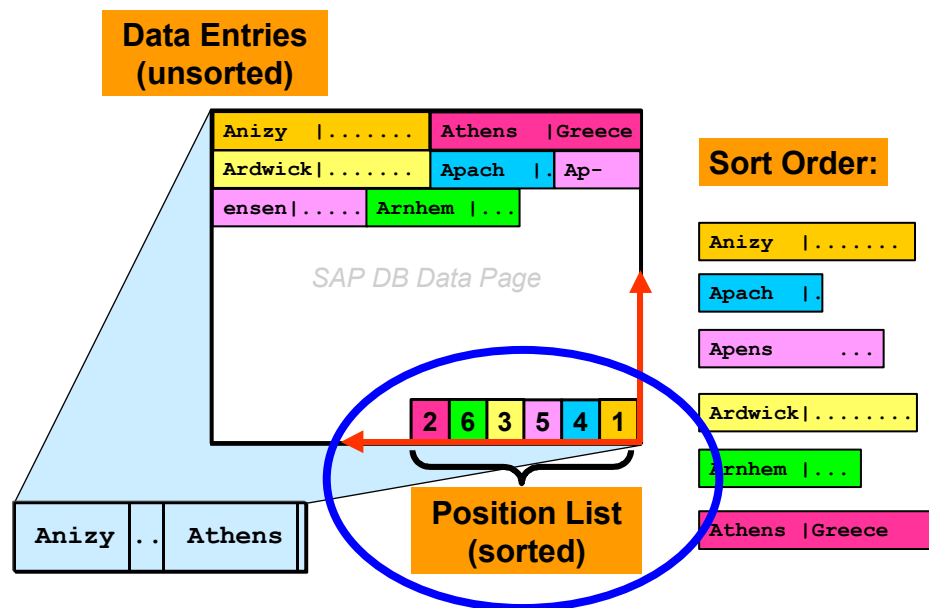 Data Entries
(unsorted)
Anizy |....... Athens |Greece
Ardwick|....... Apach |. Ap-
ensen|..... Arnhem |...
SAP DB Data Page
2 6 3 5 4 1
Position List
(sorted)
Anizy .. Athens
Sort Order:
Anizy |.......
Apach |.
Apens ...
Ardwick|........
Arnhem |...
Athens |Greece